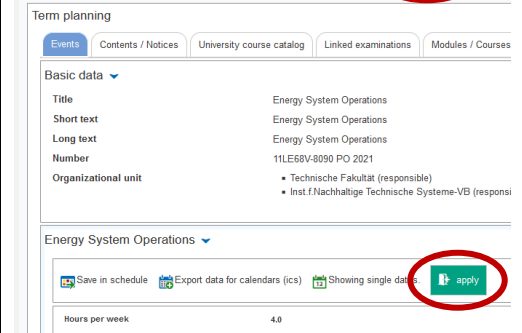 Term planning
Events Contents / Notices University course catalog Linked examinations Modules / Courses
Basic data
Title Energy System Operations
Short text Energy System Operations
Long text Energy System Operations
Number 11LE68V-8090 PO 2021
Organizational unit • Technische Fakultät (responsible)
• Inst.f.Nachhaltige Technische Systeme-VB (responsi
Energy System Operations
Save in schedule Export data for calendars (ics) Showing single dates apply
Hours per week 4.0